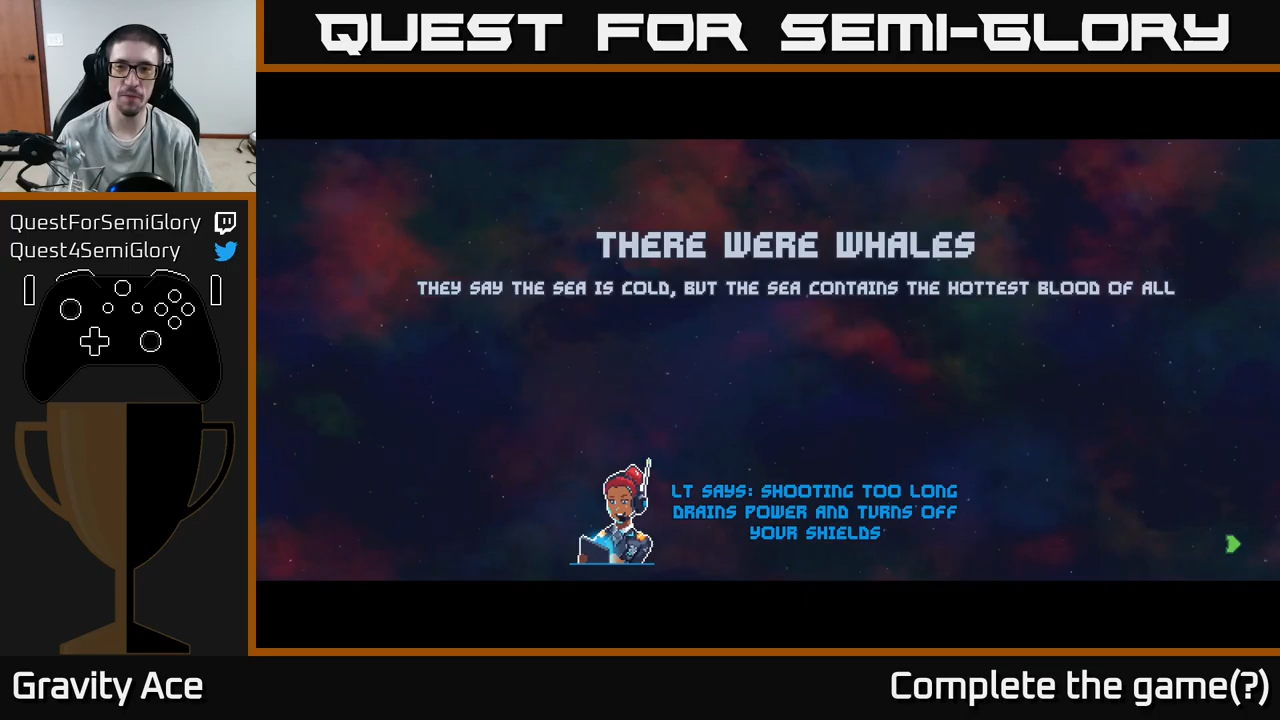 QUEST FOR SEMI-GLORY
QuestForSemiGlory
Quest4SemiGlory
THERE WERE WHALES
THEY SAY THE SEA IS COLD, BUT THE SEA CONTAINS THE HOTTEST BLOOD OF ALL
LT SAYS: SHOOTING TOO LONG
DRAINS POWER AND TURNS OFF
YOUR SHIELDS
Gravity Ace
Complete the game(?)